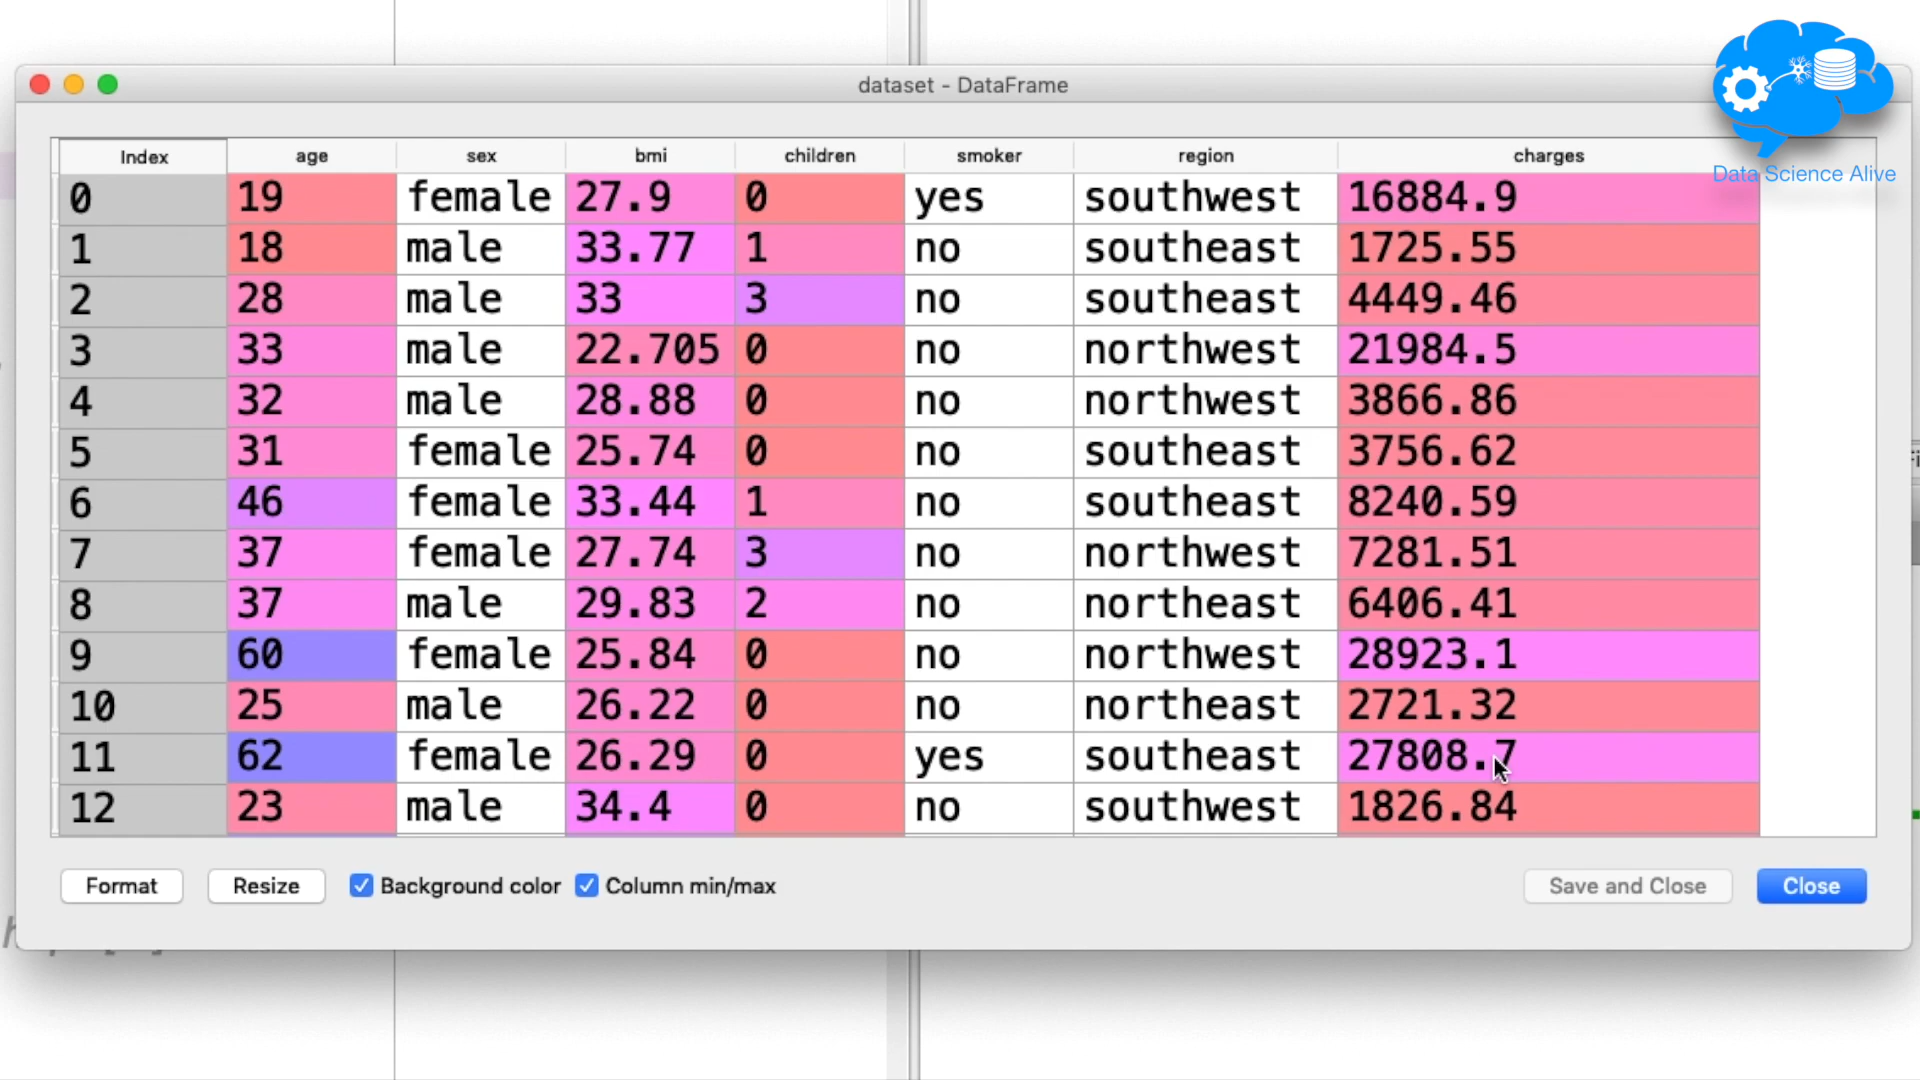 dataset - DataFrame
Data Science Alive
Index age sex bmi children smoker region charges
0 19 female 27.9 0 yes southwest 16884.9
1 18 male 33.77 1 no southeast 1725.55
2 28 male 33 3 no southeast 4449.46
3 33 male 22.705 0 no northwest 21984.5
4 32 male 28.88 0 no northwest 3866.86
5 31 female 25.74 0 no southeast 3756.62
6 46 female 33.44 1 no southeast 8240.59
7 37 female 27.74 3 no northwest 7281.51
8 37 male 29.83 2 no northeast 6406.41
9 60 female 25.84 0 no northwest 28923.1
10 25 male 26.22 0 no northeast 2721.32
11 62 female 26.29 0 yes southeast 27808.7
12 23 male 34.4 0 no southwest 1826.84
Format Resize Background color Column min/max Save and Close Close